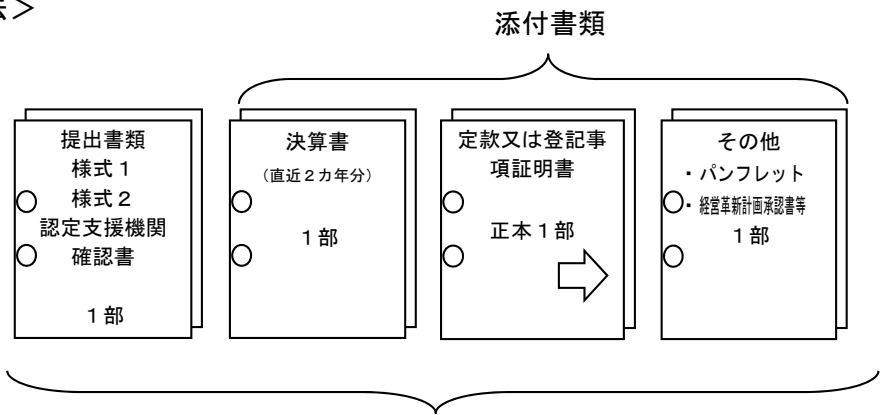 ＞
添付書類
提出書類
様式１
様式２
認定支援機関
確認書
１部
決算書
（直近２カ年分）
１部
定款又は登記事
項証明書
正本１部
その他
・パンフレット
・経営革新計画承認書等
１部